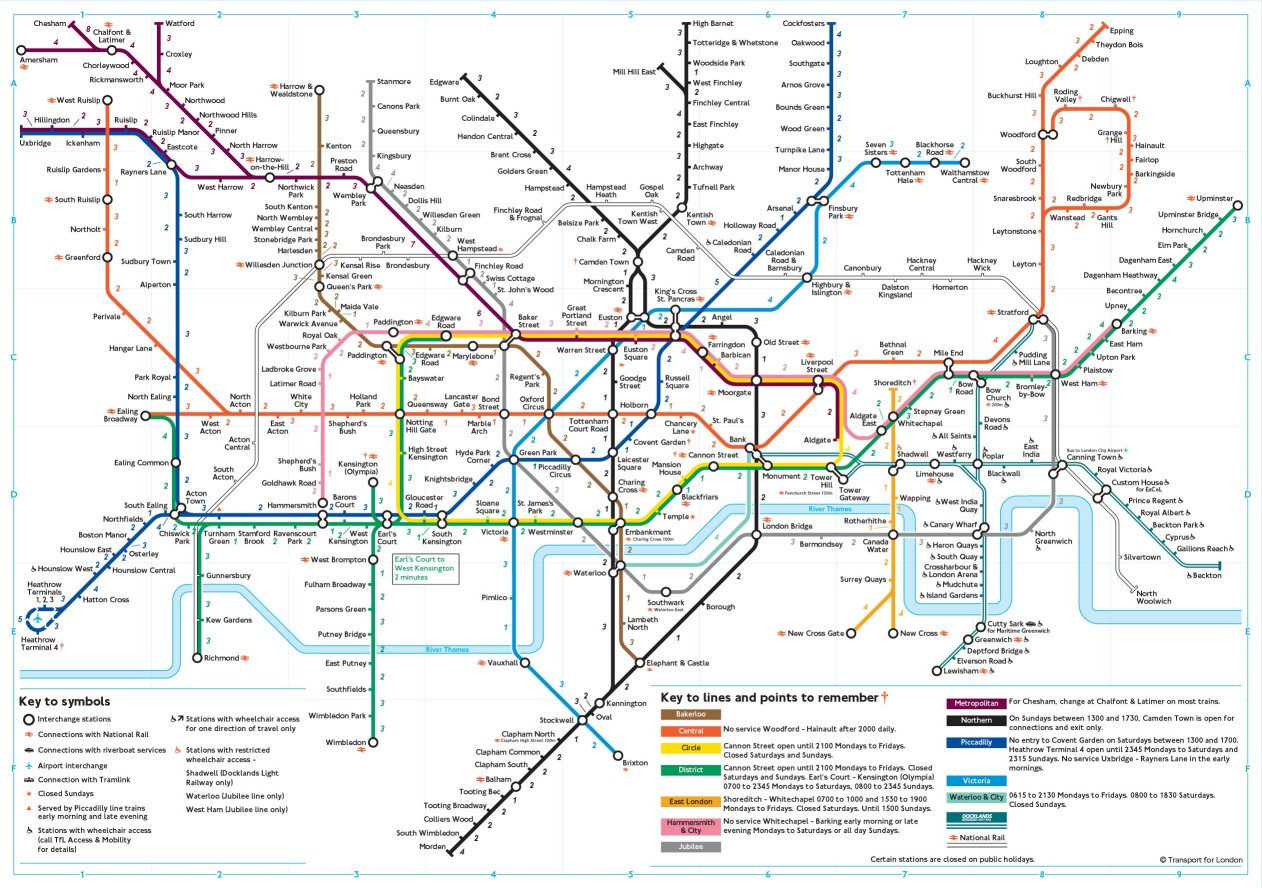 1 2 3 4 5 6 7 8 9
A
B
C
D
E
F
Chesham
Chalfont &
Latimer
Watford
Croxley
Amersham
Chorleywood
Rickmansworth
Moor Park
Northwood
Northwood Hills
Pinner
North Harrow
Harrow-
on-the-Hill
West Ruislip
Hillingdon
Ruislip
Ruislip Manor
Eastcote
Uxbridge
Ickenham
Rayners Lane
West Harrow
Northwick
Park
Preston
Road
Wembley
Park
Ruislip Gardens
South Ruislip
Northolt
Greenford
Perivale
Hanger Lane
South Harrow
Sudbury Hill
Sudbury Town
Alperton
Park Royal
North Ealing
Ealing
Broadway
Ealing Common
South Ealing
Northfields
Boston Manor
Hounslow East
Osterley
Hounslow West
Hounslow Central
Heathrow
Terminals
1, 2, 3
Hatton Cross
Heathrow
Terminal 4†
Harrow &
Wealdstone
Kenton
South Kenton
North Wembley
Wembley Central
Stonebridge Park
Harlesden
Willesden Junction
Kensal Green
Queen's Park
Kilburn Park
Maida Vale
Warwick Avenue
Royal Oak
Westbourne Park
Ladbroke Grove
Latimer Road
Paddington
Paddington
Edgware
Road
Edgware
Road
Marylebone
Baker
Street
Stanmore
Canons Park
Queensbury
Kingsbury
Neasden
Dollis Hill
Willesden Green
Kilburn
West
Hampstead
Finchley Road
Swiss Cottage
St. John's Wood
Kensal Rise
Brondesbury
Park
Brondesbury
Finchley Road
& Frognal
Hampstead
Heath
Gospel
Oak
Kentish
Town West
Camden
Road
Caledonian
Road &
Barnsbury
Highbury &
Islington
Canonbury
Dalston
Kingsland
Hackney
Central
Homerton
Hackney
Wick
Stratford
Edgware
Burnt Oak
Colindale
Hendon Central
Brent Cross
Golders Green
Hampstead
Belsize Park
Chalk Farm
Camden Town
Mornington
Crescent
Euston
High Barnet
Totteridge & Whetstone
Mill Hill East
Woodside Park
West Finchley
Finchley Central
East Finchley
Highgate
Archway
Tufnell Park
Kentish
Town
Cockfosters
Oakwood
Southgate
Arnos Grove
Bounds Green
Wood Green
Turnpike Lane
Manor House
Arsenal
Finsbury
Park
Holloway Road
Caledonian
Road
King's Cross
St. Pancras
Seven
Sisters
Tottenham
Hale
Blackhorse
Road
Walthamstow
Central
Epping
Theydon Bois
Debden
Loughton
Buckhurst Hill
Roding
Valley†
Chigwell†
Woodford
Grange
Hill
Hainault
Fairlop
Barkingside
Newbury
Park
South
Woodford
Snaresbrook
Redbridge
Wanstead
Gants
Hill
Leytonstone
Leyton
Upminster
Upminster Bridge
Hornchurch
Elm Park
Dagenham East
Dagenham Heathway
Becontree
Upney
Barking
East Ham
Upton Park
Plaistow
West Ham
Bromley-
by-Bow
Bow
Church
200m
Bow
Road
Mile End
Bethnal
Green
Pudding
Mill Lane
Devons
Road
All Saints
Shoreditch†
Stepney Green
Whitechapel
Aldgate
East
Aldgate
Liverpool
Street
Moorgate
Barbican
Farringdon
Angel
Old Street
Great
Portland
Street
Warren Street
Euston
Square
Goodge
Street
Russell
Square
Regent's
Park
Bayswater
Queensway
Lancaster
Gate
Bond
Street
Oxford
Circus
Holborn
Marble
Arch
Tottenham
Court Road
Chancery
Lane
St. Paul's
Bank
North
Acton
West
Acton
East
Acton
White
City
Holland
Park
Shepherd's
Bush
Notting
Hill Gate
Acton
Central
South
Acton
Shepherd's
Bush
Goldhawk Road
Kensington
(Olympia)
High Street
Kensington
Hyde Park
Corner
Knightsbridge
Green Park
Piccadilly
Circus
Leicester
Square
Covent Garden†
Cannon Street
Mansion
House
Blackfriars
Temple
Charing
Cross
Embankment
Charing Cross 100m
Monument
Tower
Hill
Fenchurch Street 150m
Tower
Gateway
Acton
Town
Chiswick
Park
Turnham
Green
Stamford
Brook
Ravenscourt
Park
Hammersmith
Barons
Court
West
Kensington
Earl's
Court
Gloucester
Road
South
Kensington
Sloane
Square
Victoria
St. James's
Park
Westminster
Earl's Court to
West Kensington
2 minutes
Gunnersbury
Kew Gardens
Richmond
West Brompton
Fulham Broadway
Parsons Green
Putney Bridge
East Putney
Southfields
Wimbledon Park
Wimbledon
River Thames
River Thames
Pimlico
Vauxhall
Stockwell
Brixton
Waterloo
Southwark
Waterloo East
Lambeth
North
Elephant & Castle
Borough
London Bridge
Kennington
Oval
Clapham North
Clapham High Street 100m
Clapham Common
Clapham South
Balham
Tooting Bec
Tooting Broadway
Colliers Wood
South Wimbledon
Morden
Bermondsey
Canada
Water
Wapping
Rotherhithe
Surrey Quays
New Cross Gate
New Cross
Shadwell
Limehouse
Westferry
Poplar
Blackwall
East
India
Canning Town
Bus to London City Airport
Royal Victoria
Custom House
for ExCeL
Prince Regent
Royal Albert
Beckton Park
Cyprus
Gallions Reach
Beckton
Silvertown
North
Woolwich
North
Greenwich
West India
Quay
Canary Wharf
Heron Quays
South Quay
Crossharbour &
London Arena
Mudchute
Island Gardens
Cutty Sark
for Maritime Greenwich
Greenwich
Deptford Bridge
Elverson Road
Lewisham
Key to symbols
Interchange stations
Connections with National Rail
Connections with riverboat services
Airport interchange
Connection with Tramlink
Closed Sundays
Served by Piccadilly line trains
early morning and late evening
Stations with wheelchair access
(call TfL Access & Mobility
for details)
Stations with wheelchair access
for one direction of travel only
Stations with restricted
wheelchair access -
Shadwell (Docklands Light
Railway only)
Waterloo (Jubilee line only)
West Ham (Jubilee line only)
Key to lines and points to remember †
Bakerloo
Central
No service Woodford - Hainault after 2000 daily.
Circle
Cannon Street open until 2100 Mondays to Fridays.
Closed Saturdays and Sundays.
District
Cannon Street open until 2100 Mondays to Fridays. Closed
Saturdays and Sundays. Earl's Court - Kensington (Olympia)
0700 to 2345 Mondays to Saturdays, 0800 to 2345 Sundays.
East London
Shoreditch - Whitechapel 0700 to 1000 and 1530 to 1900
Mondays to Fridays. Closed Saturdays. Until 1500 Sundays.
Hammersmith
& City
No service Whitechapel - Barking early morning or late
evening Mondays to Saturdays or all day Sundays.
Jubilee
Metropolitan
For Chesham, change at Chalfont & Latimer on most trains.
Northern
On Sundays between 1300 and 1730, Camden Town is open for
connections and exit only.
Piccadilly
No entry to Covent Garden on Saturdays between 1300 and 1700.
Heathrow Terminal 4 open until 2345 Mondays to Saturdays and
2315 Sundays. No service Uxbridge - Rayners Lane in the early
mornings.
Victoria
Waterloo & City
0615 to 2130 Mondays to Fridays. 0800 to 1830 Saturdays.
Closed Sundays.
DOCKLANDS
National Rail
Certain stations are closed on public holidays.
© Transport for London